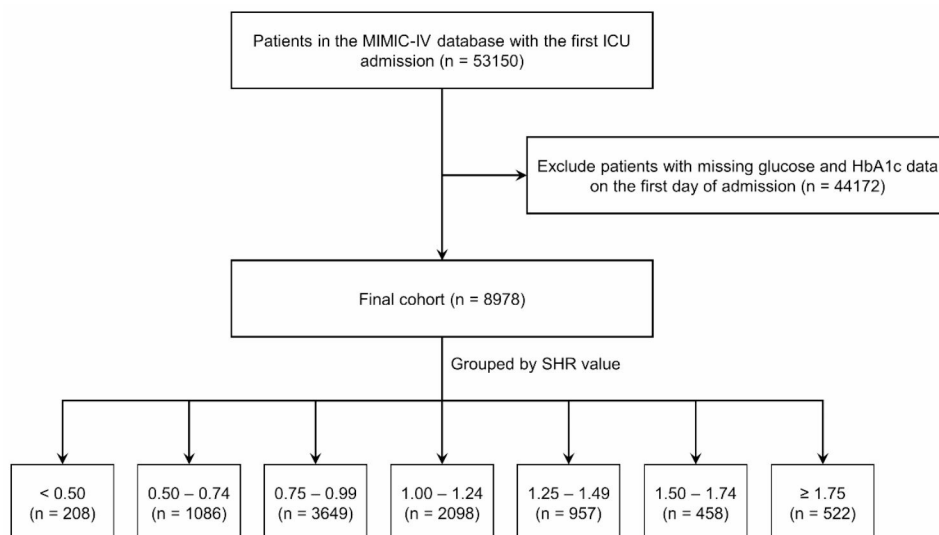 Patients in the MIMIC-IV database with the first ICU
admission (n = 53150)
Exclude patients with missing glucose and HbA1c data
on the first day of admission (n = 44172)
Final cohort (n = 8978)
Grouped by SHR value
< 0.50
(n = 208)
0.50 – 0.74
(n = 1086)
0.75 – 0.99
(n = 3649)
1.00 – 1.24
(n = 2098)
1.25 – 1.49
(n = 957)
1.50 – 1.74
(n = 458)
≥ 1.75
(n = 522)